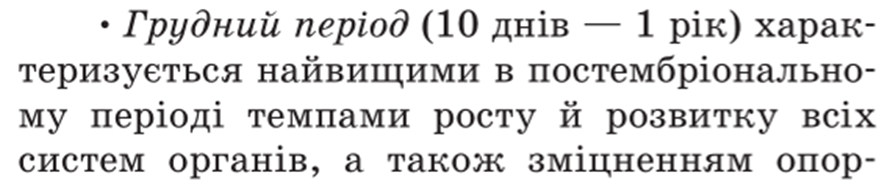 • Грудний період (10 днів — 1 рік) харак-
теризується найвищими в постембріонально-
му періоді темпами росту й розвитку всіх
систем органів, а також зміцненням опор-